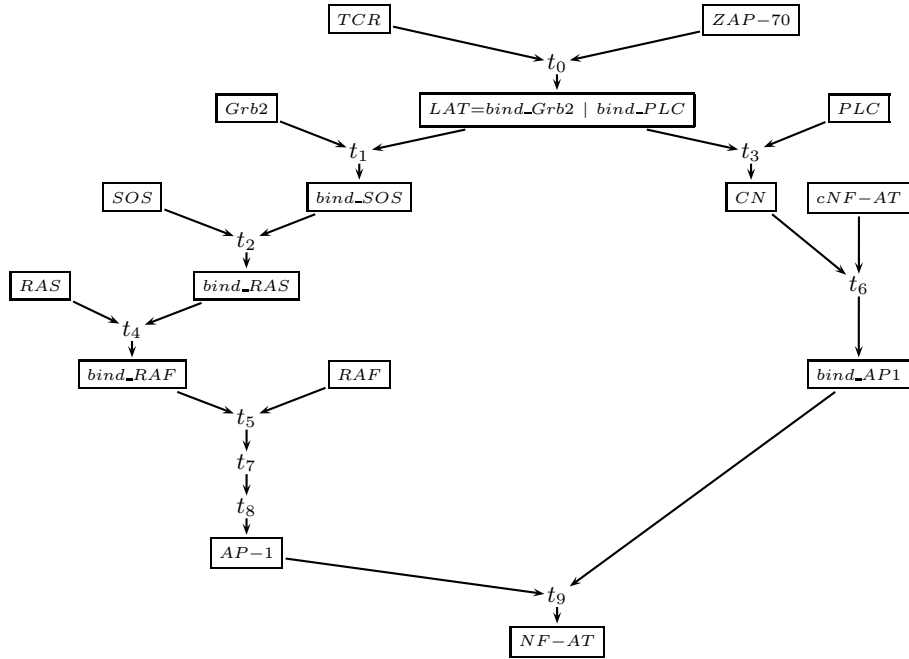 TCR ZAP−70
t0
Grb2 LAT=bind_Grb2 | bind_PLC PLC
t1 t3
SOS bind_SOS CN cNF−AT
t2
RAS bind_RAS t6
t4
bind_RAF RAF bind_AP1
t5
t7
t8
AP−1
t9
NF−AT